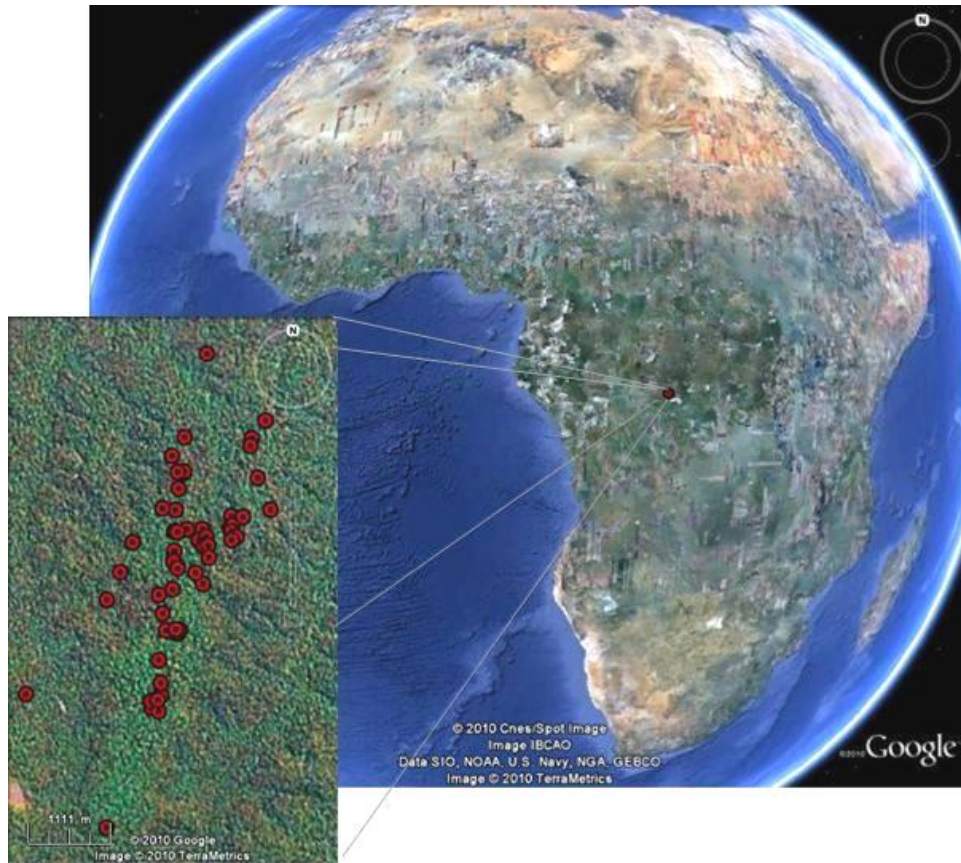 N
© 2010 Cnes/Spot Image
Image IBCAO
Data SIO, NOAA, U.S. Navy, NGA, GEBCO
Image © 2010 TerraMetrics
©2010 Google
N
1111 m
© 2010 Google
Image © 2010 TerraMetrics